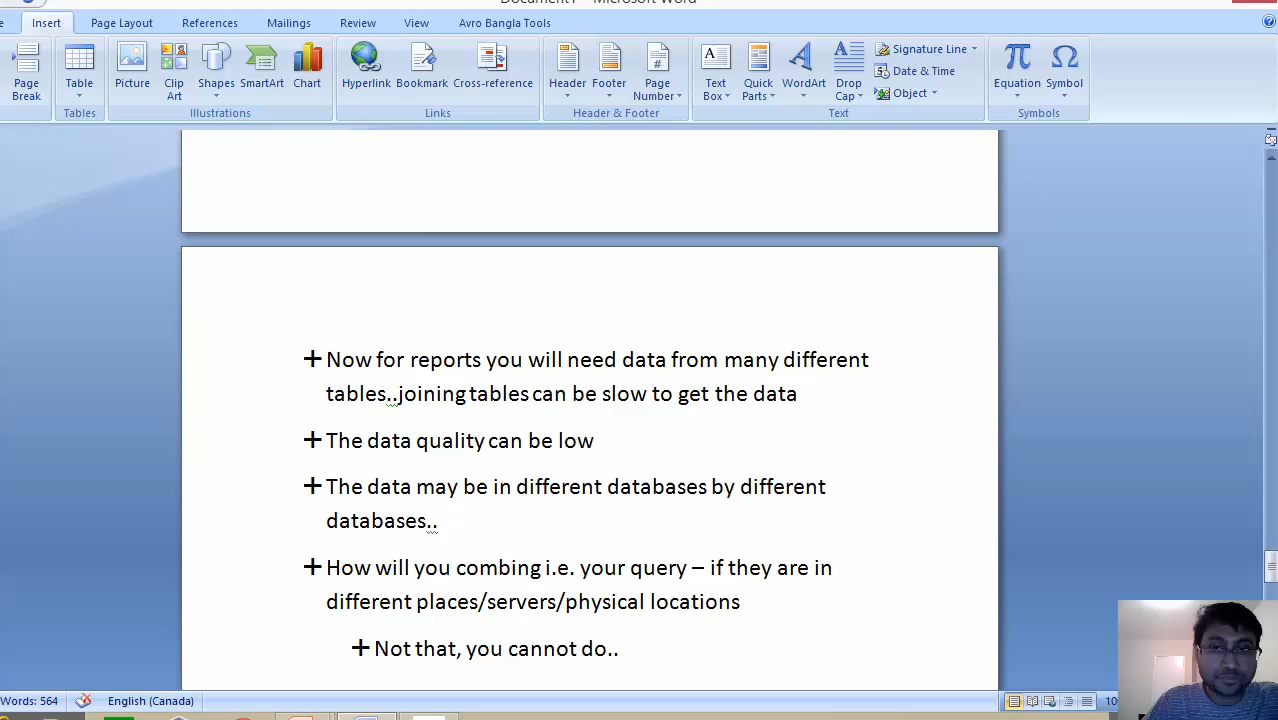 Insert Page Layout References Mailings Review View Avro Bangla Tools
Page Break
Table
Picture
Clip Art
Shapes
SmartArt
Chart
Hyperlink
Bookmark
Cross-reference
Header
Footer
Page Number
Text Box
Quick Parts
WordArt
Drop Cap
Signature Line
Date & Time
Object
Equation
Symbol
Tables Illustrations Links Header & Footer Text Symbols
Now for reports you will need data from many different
tables..joining tables can be slow to get the data
The data quality can be low
The data may be in different databases by different
databases..
How will you combing i.e. your query – if they are in
different places/servers/physical locations
Not that, you cannot do..
Words: 564 English (Canada) 10